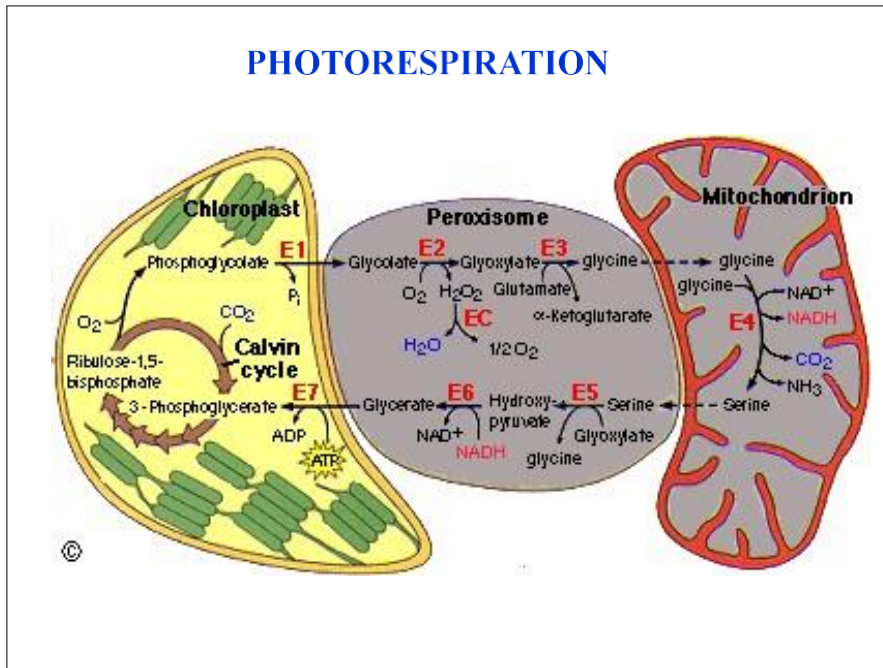 PHOTORESPIRATION
Chloroplast
Peroxisome
Mitochondrion
E1
E2
E3
Phosphoglycolate
Glycolate
Glyoxylate
glycine
glycine
Pi
O2
H2O2
Glutamate
glycine
NAD+
α-Ketoglutarate
NADH
E4
EC
H2O
1/2 O2
CO2
NH3
O2
CO2
Ribulose-1,5-
bisphosphate
Calvin
cycle
E7
E6
E5
3-Phosphoglycerate
Glycerate
Hydroxy-
pyruvate
Serine
Serine
ADP
ATP
NAD+
NADH
Glyoxylate
glycine
©